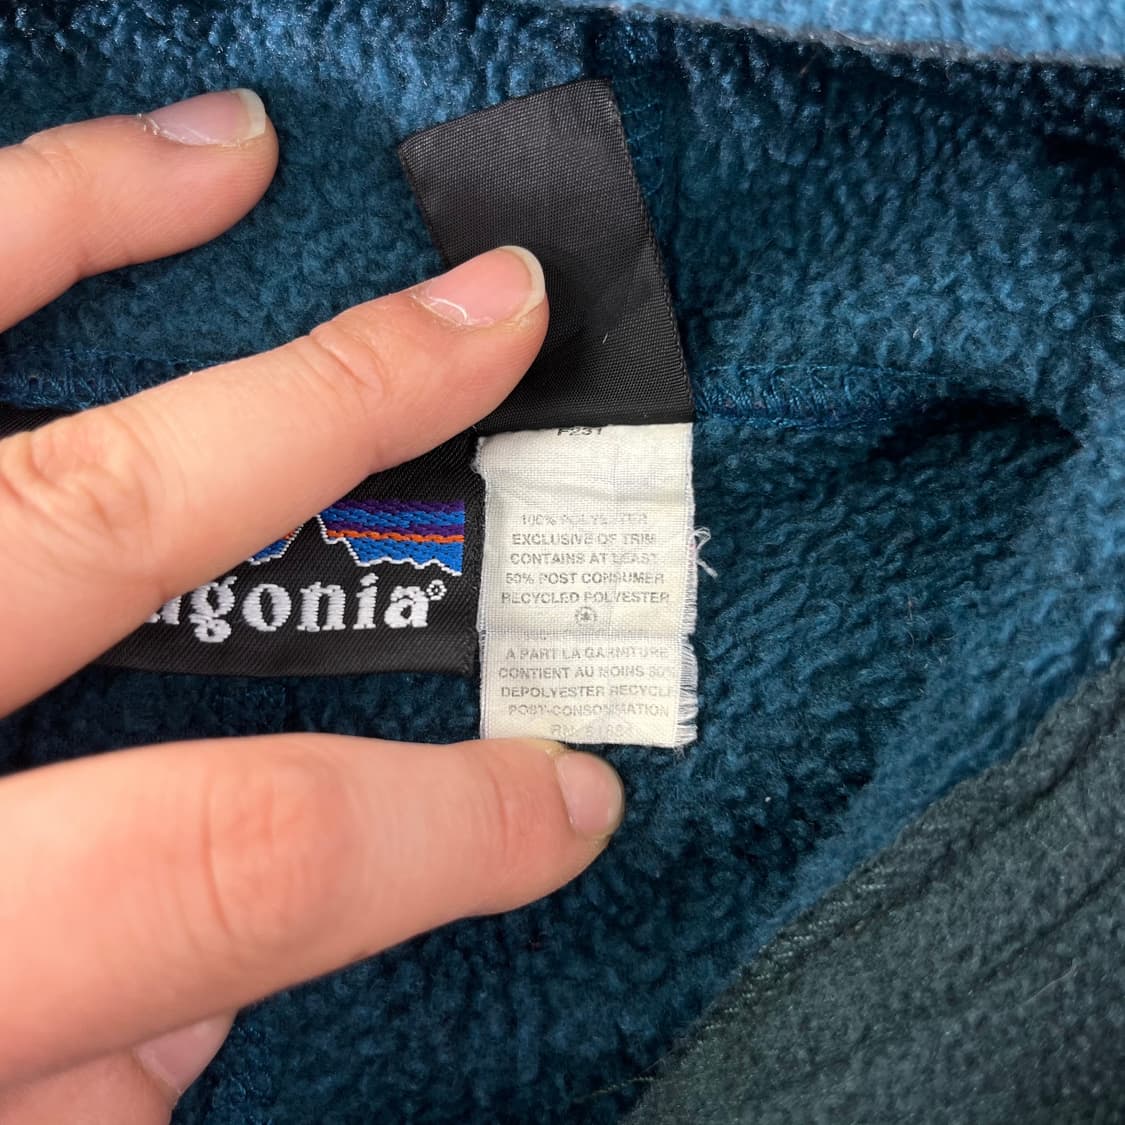 agonia®
F231
100% POLYESTER
EXCLUSIVE OF TRIM
CONTAINS AT LEAST
50% POST CONSUMER
RECYCLED POLYESTER
A PART LA GARNITURE
CONTIENT AU MOINS 50%
DEPOLYESTER RECYCLE
POST-CONSOMMATION
RN